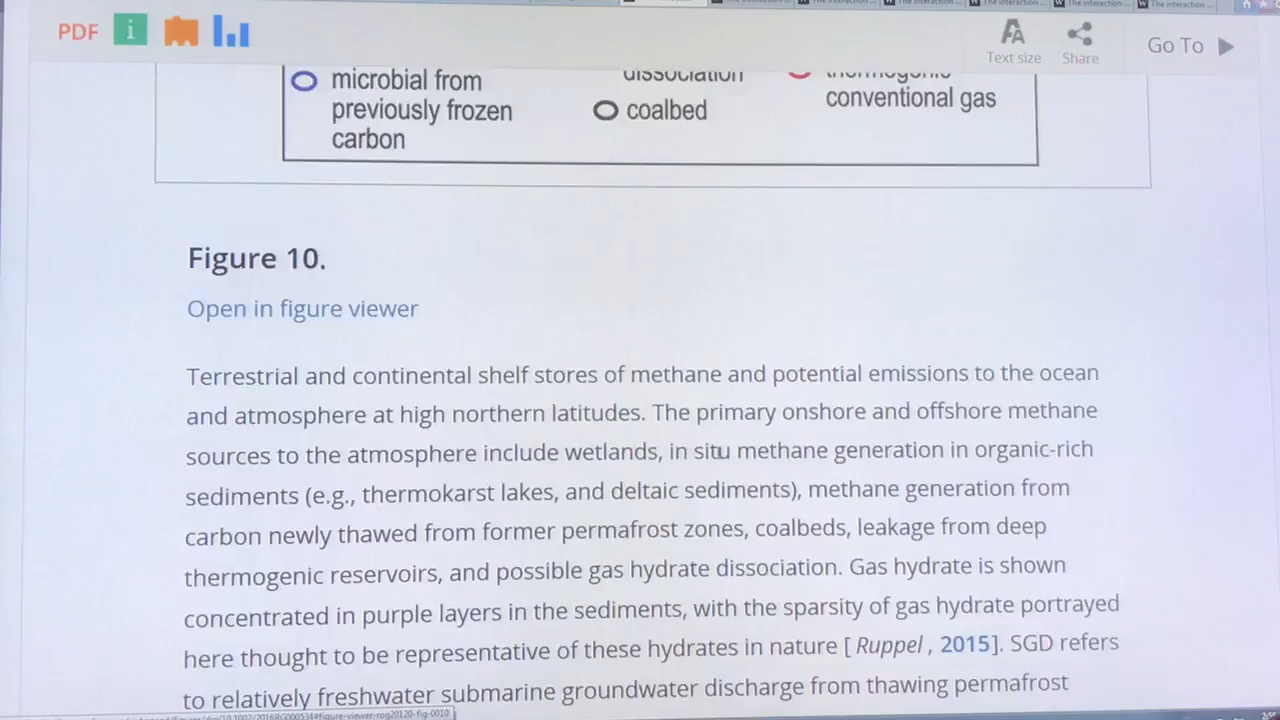 The interaction ...
The interaction ...
PDF
i
Text size
Share
Go To
microbial from
previously frozen
carbon
dissociation
coalbed
thermogenic
conventional gas
Figure 10.
Open in figure viewer
Terrestrial and continental shelf stores of methane and potential emissions to the ocean
and atmosphere at high northern latitudes. The primary onshore and offshore methane
sources to the atmosphere include wetlands, in situ methane generation in organic-rich
sediments (e.g., thermokarst lakes, and deltaic sediments), methane generation from
carbon newly thawed from former permafrost zones, coalbeds, leakage from deep
thermogenic reservoirs, and possible gas hydrate dissociation. Gas hydrate is shown
concentrated in purple layers in the sediments, with the sparsity of gas hydrate portrayed
here thought to be representative of these hydrates in nature [ Ruppel , 2015]. SGD refers
to relatively freshwater submarine groundwater discharge from thawing permafrost